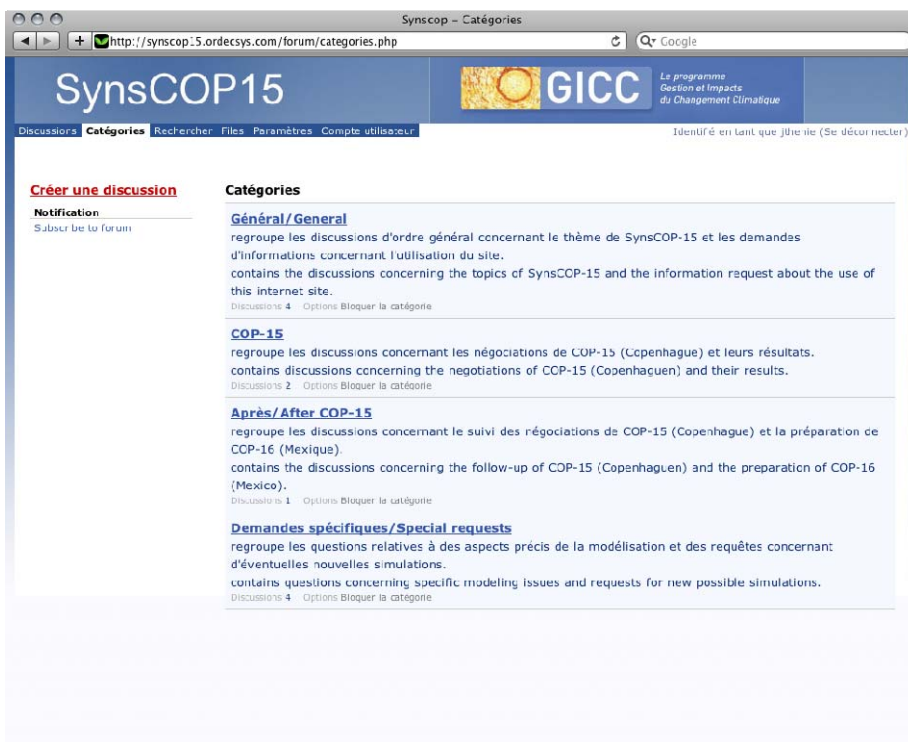 Synscop – Catégories
http://synscop15.ordecsys.com/forum/categories.php
Google
SynsCOP15
GICC
Le programme
Gestion et Impacts
du Changement Climatique
Discussions Catégories Rechercher Files Paramètres Compte utilisateur
Identifié en tant que jthenie (Se déconnecter)
Créer une discussion
Notification
Subscribe to forum
Catégories
Général/General
regroupe les discussions d'ordre général concernant le thème de SynsCOP-15 et les demandes
d'informations concernant l'utilisation du site.
contains the discussions concerning the topics of SynsCOP-15 and the information request about the use of
this internet site.
Discussions 4 Options Bloquer la catégorie
COP-15
regroupe les discussions concernant les négociations de COP-15 (Copenhague) et leurs résultats.
contains discussions concerning the negotiations of COP-15 (Copenhaguen) and their results.
Discussions 2 Options Bloquer la catégorie
Après/After COP-15
regroupe les discussions concernant le suivi des négociations de COP-15 (Copenhague) et la préparation de
COP-16 (Mexique).
contains the discussions concerning the follow-up of COP-15 (Copenhaguen) and the preparation of COP-16
(Mexico).
Discussions 1 Options Bloquer la catégorie
Demandes spécifiques/Special requests
regroupe les questions relatives à des aspects précis de la modélisation et des requêtes concernant
d'éventuelles nouvelles simulations.
contains questions concerning specific modeling issues and requests for new possible simulations.
Discussions 4 Options Bloquer la catégorie